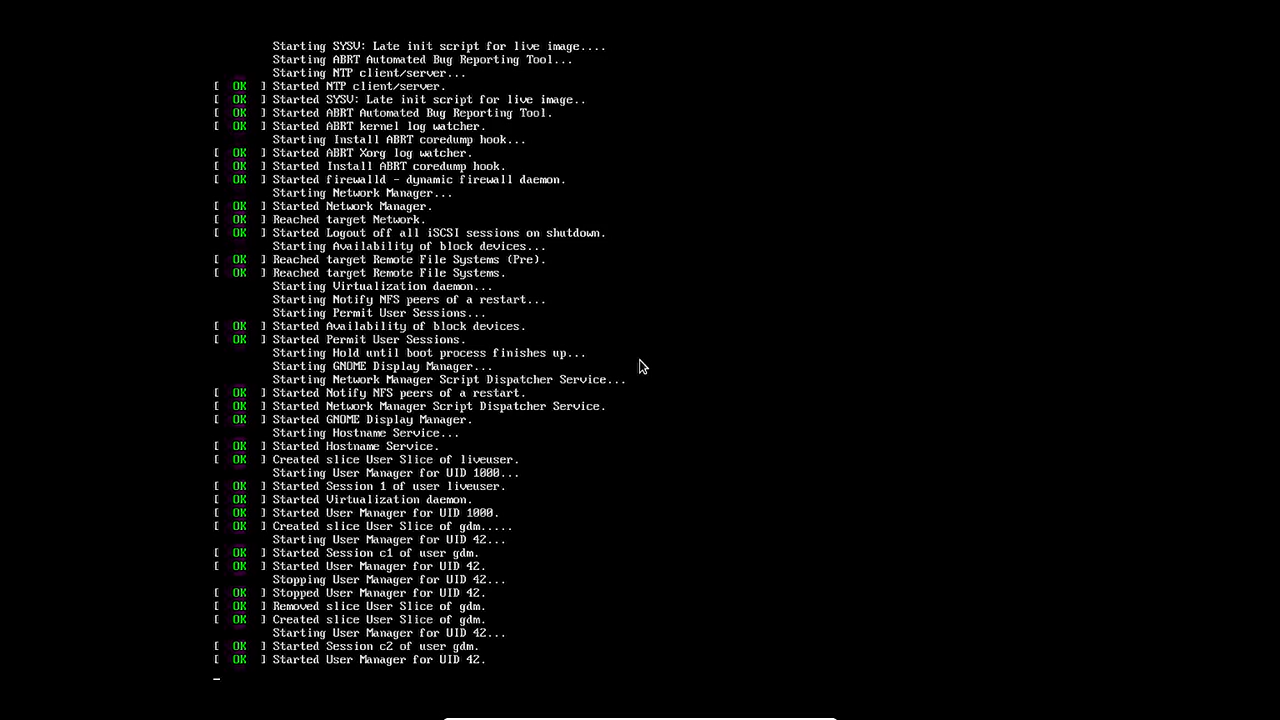 Starting SYSV: Late init script for live image....
Starting ABRT Automated Bug Reporting Tool...
Starting NTP client/server...
[ OK ] Started NTP client/server.
[ OK ] Started SYSV: Late init script for live image..
[ OK ] Started ABRT Automated Bug Reporting Tool.
[ OK ] Started ABRT kernel log watcher.
Starting Install ABRT coredump hook...
[ OK ] Started ABRT Xorg log watcher.
[ OK ] Started Install ABRT coredump hook.
[ OK ] Started firewalld - dynamic firewall daemon.
Starting Network Manager...
[ OK ] Started Network Manager.
[ OK ] Reached target Network.
[ OK ] Started Logout off all iSCSI sessions on shutdown.
Starting Availability of block devices...
[ OK ] Reached target Remote File Systems (Pre).
[ OK ] Reached target Remote File Systems.
Starting Virtualization daemon...
Starting Notify NFS peers of a restart...
Starting Permit User Sessions...
[ OK ] Started Availability of block devices.
[ OK ] Started Permit User Sessions.
Starting Hold until boot process finishes up...
Starting GNOME Display Manager...
Starting Network Manager Script Dispatcher Service...
[ OK ] Started Notify NFS peers of a restart.
[ OK ] Started Network Manager Script Dispatcher Service.
[ OK ] Started GNOME Display Manager.
Starting Hostname Service...
[ OK ] Started Hostname Service.
[ OK ] Created slice User Slice of liveuser.
Starting User Manager for UID 1000...
[ OK ] Started Session 1 of user liveuser.
[ OK ] Started Virtualization daemon.
[ OK ] Started User Manager for UID 1000.
[ OK ] Created slice User Slice of gdm.....
Starting User Manager for UID 42...
[ OK ] Started Session c1 of user gdm.
[ OK ] Started User Manager for UID 42.
Stopping User Manager for UID 42...
[ OK ] Stopped User Manager for UID 42.
[ OK ] Removed slice User Slice of gdm.
[ OK ] Created slice User Slice of gdm.
Starting User Manager for UID 42...
[ OK ] Started Session c2 of user gdm.
[ OK ] Started User Manager for UID 42.